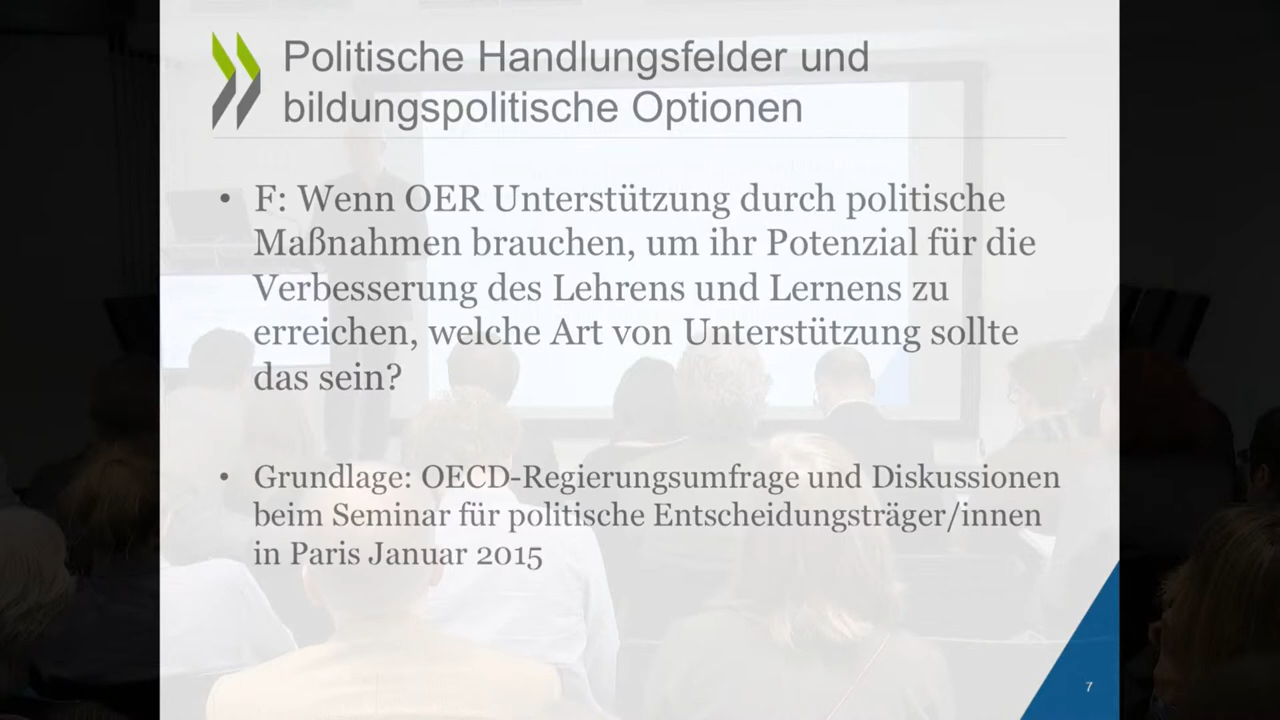 Politische Handlungsfelder und
bildungspolitische Optionen
• F: Wenn OER Unterstützung durch politische
Maßnahmen brauchen, um ihr Potenzial für die
Verbesserung des Lehrens und Lernens zu
erreichen, welche Art von Unterstützung sollte
das sein?
• Grundlage: OECD-Regierungsumfrage und Diskussionen
beim Seminar für politische Entscheidungsträger/innen
in Paris Januar 2015
7